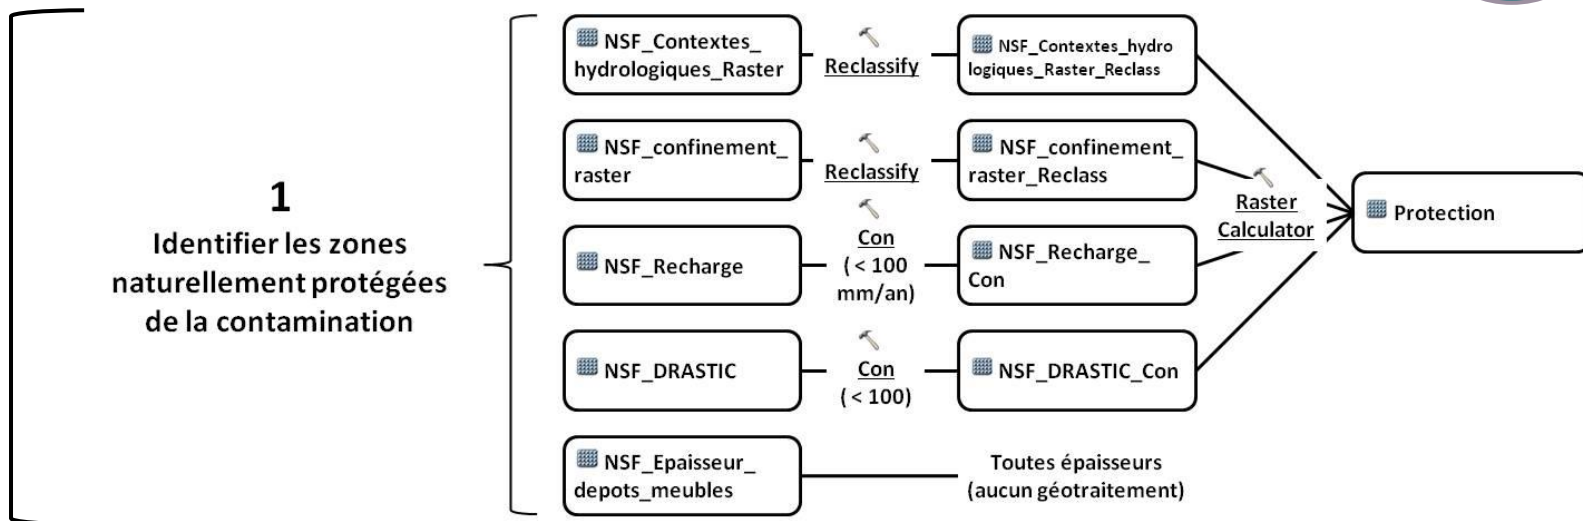 1
Identifier les zones
naturellement protégées
de la contamination
NSF_Contextes_
hydrologiques_Raster
Reclassify
NSF_Contextes_hydro
logiques_Raster_Reclass
NSF_confinement_
raster
Reclassify
NSF_confinement_
raster_Reclass
NSF_Recharge
Con
( < 100
mm/an)
NSF_Recharge_
Con
NSF_DRASTIC
Con
( < 100)
NSF_DRASTIC_Con
Raster
Calculator
Protection
NSF_Epaisseur_
depots_meubles
Toutes épaisseurs
(aucun géotraitement)